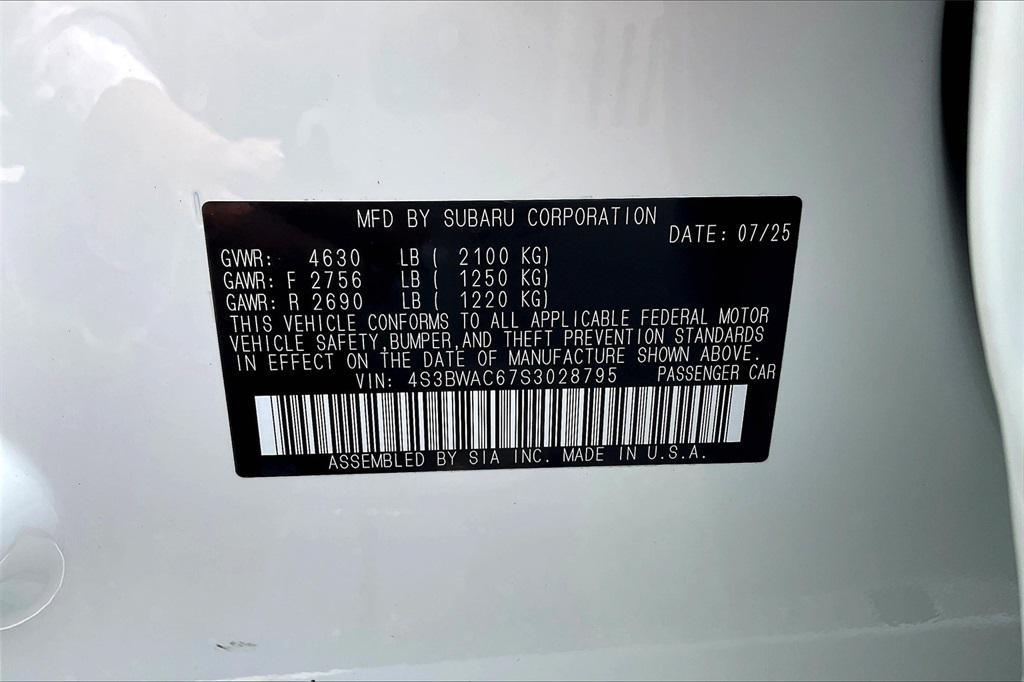 MFD BY SUBARU CORPORATION
DATE: 07/25
GVWR: 4630 LB ( 2100 KG)
GAWR: F 2756 LB ( 1250 KG)
GAWR: R 2690 LB ( 1220 KG)
THIS VEHICLE CONFORMS TO ALL APPLICABLE FEDERAL MOTOR
VEHICLE SAFETY,BUMPER,AND THEFT PREVENTION STANDARDS
IN EFFECT ON THE DATE OF MANUFACTURE SHOWN ABOVE.
VIN: 4S3BWAC67S3028795 PASSENGER CAR
ASSEMBLED BY SIA INC. MADE IN U.S.A.